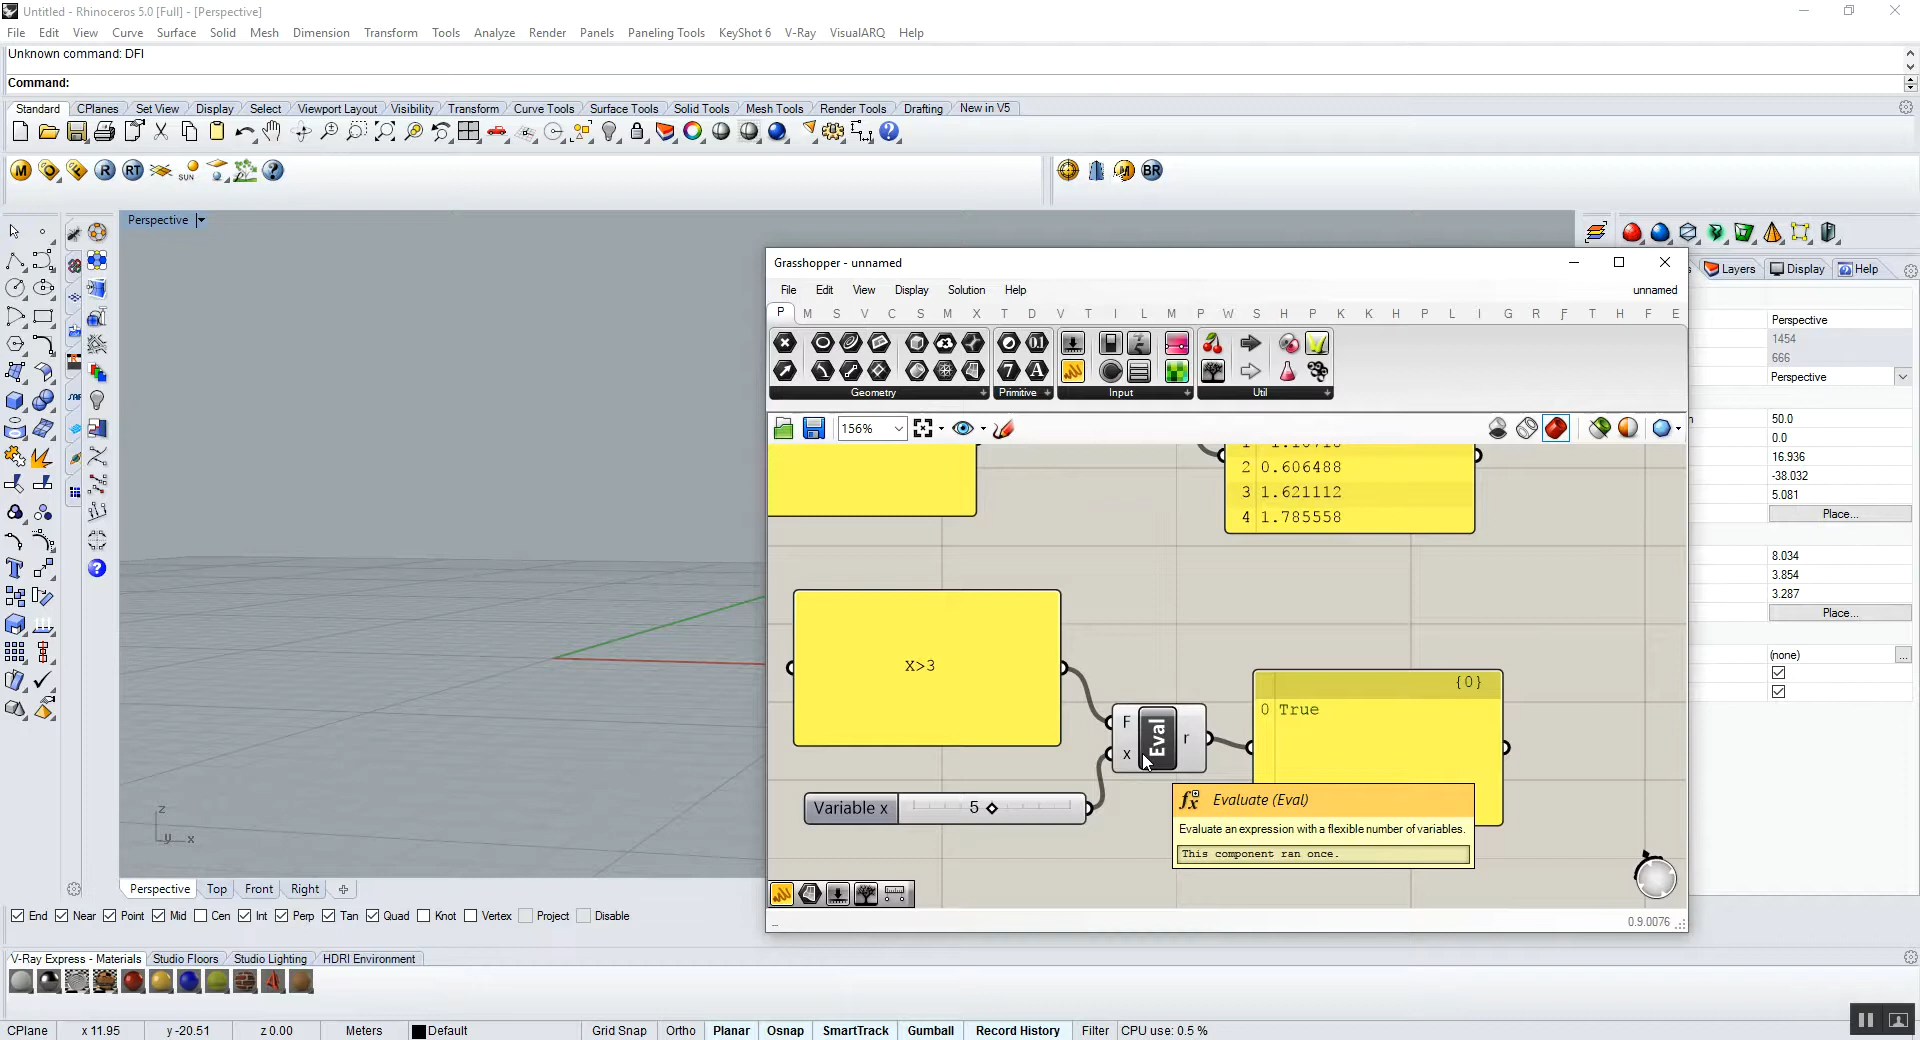 Untitled - Rhinoceros 5.0 [Full] - [Perspective]
File Edit View Curve Surface Solid Mesh Dimension Transform Tools Analyze Render Panels Paneling Tools KeyShot 6 V-Ray VisualARQ Help
Unknown command: DFI
Command:
Standard CPlanes Set View Display Select Viewport Layout Visibility Transform Curve Tools Surface Tools Solid Tools Mesh Tools Render Tools Drafting New in V5
M R RT SUN M BR
Perspective
Layers Display Help
Grasshopper - unnamed
File Edit View Display Solution Help unnamed
P M S V C S M X T D V T I L M P W S H P K K H P L I G R F T H F E
Geometry Primitive Input Util
156%
2 0.606488
3 1.621112
4 1.785558
X>3
F
x
Eval
r
{0}
0 True
Variable x 5
Evaluate (Eval)
Evaluate an expression with a flexible number of variables.
This component ran once.
0.9.0076
Perspective
1454
666
Perspective
50.0
0.0
16.936
-38.032
5.081
Place...
8.034
3.854
3.287
Place...
(none) ...
z
y x
Perspective Top Front Right
End Near Point Mid Cen Int Perp Tan Quad Knot Vertex Project Disable
V-Ray Express - Materials Studio Floors Studio Lighting HDRI Environment
CPlane x 11.95 y -20.51 z 0.00 Meters Default Grid Snap Ortho Planar Osnap SmartTrack Gumball Record History Filter CPU use: 0.5 %